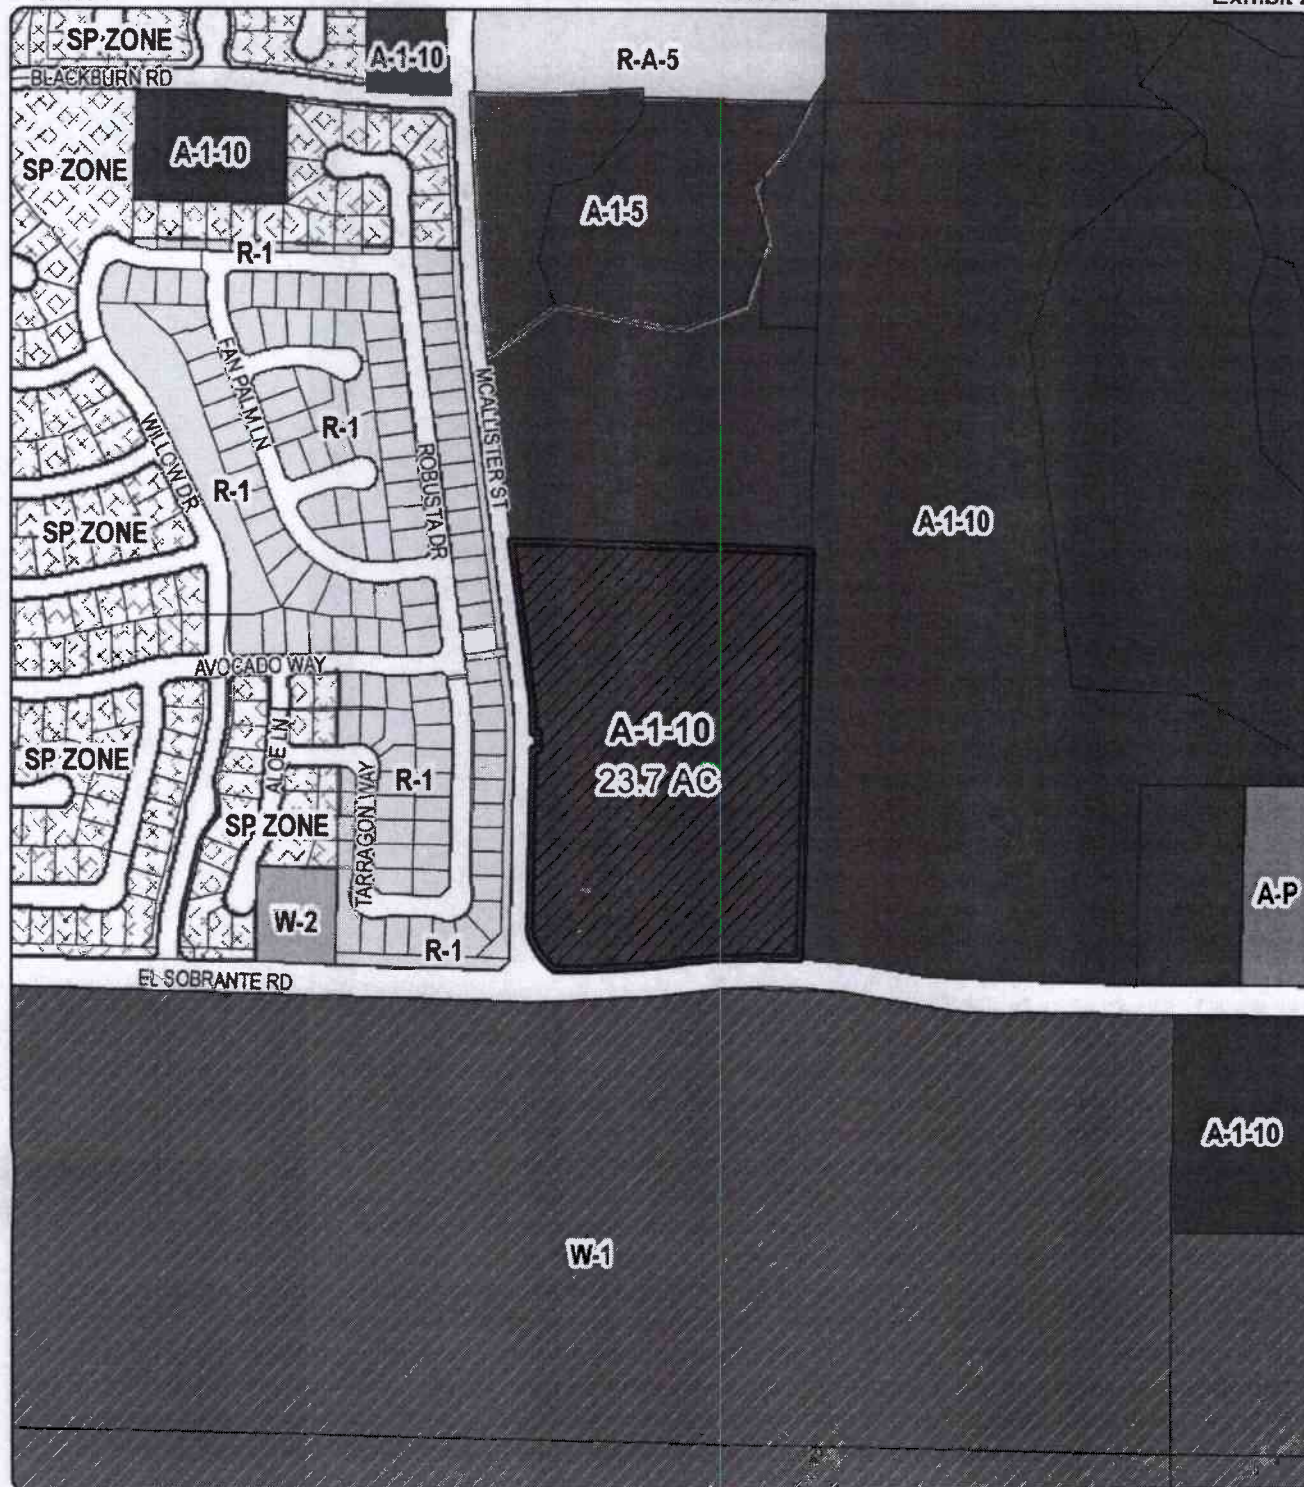 SP ZONE
A-1-10
R-A-5
BLACKBURN RD
A-1-10
SP ZONE
A-1-5
R-1
FAN PALM LN
MCALLISTER ST
WILLOW DR
R-1
ROBUSTA DR
R-1
SP ZONE
A-1-10
AVOCADO WAY
A-1-10
23.7 AC
SP ZONE
ALOE LN
R-1
TARRAGON WAY
SP ZONE
A-P
W-2
R-1
EL SOBRANTE RD
A-1-10
W-1